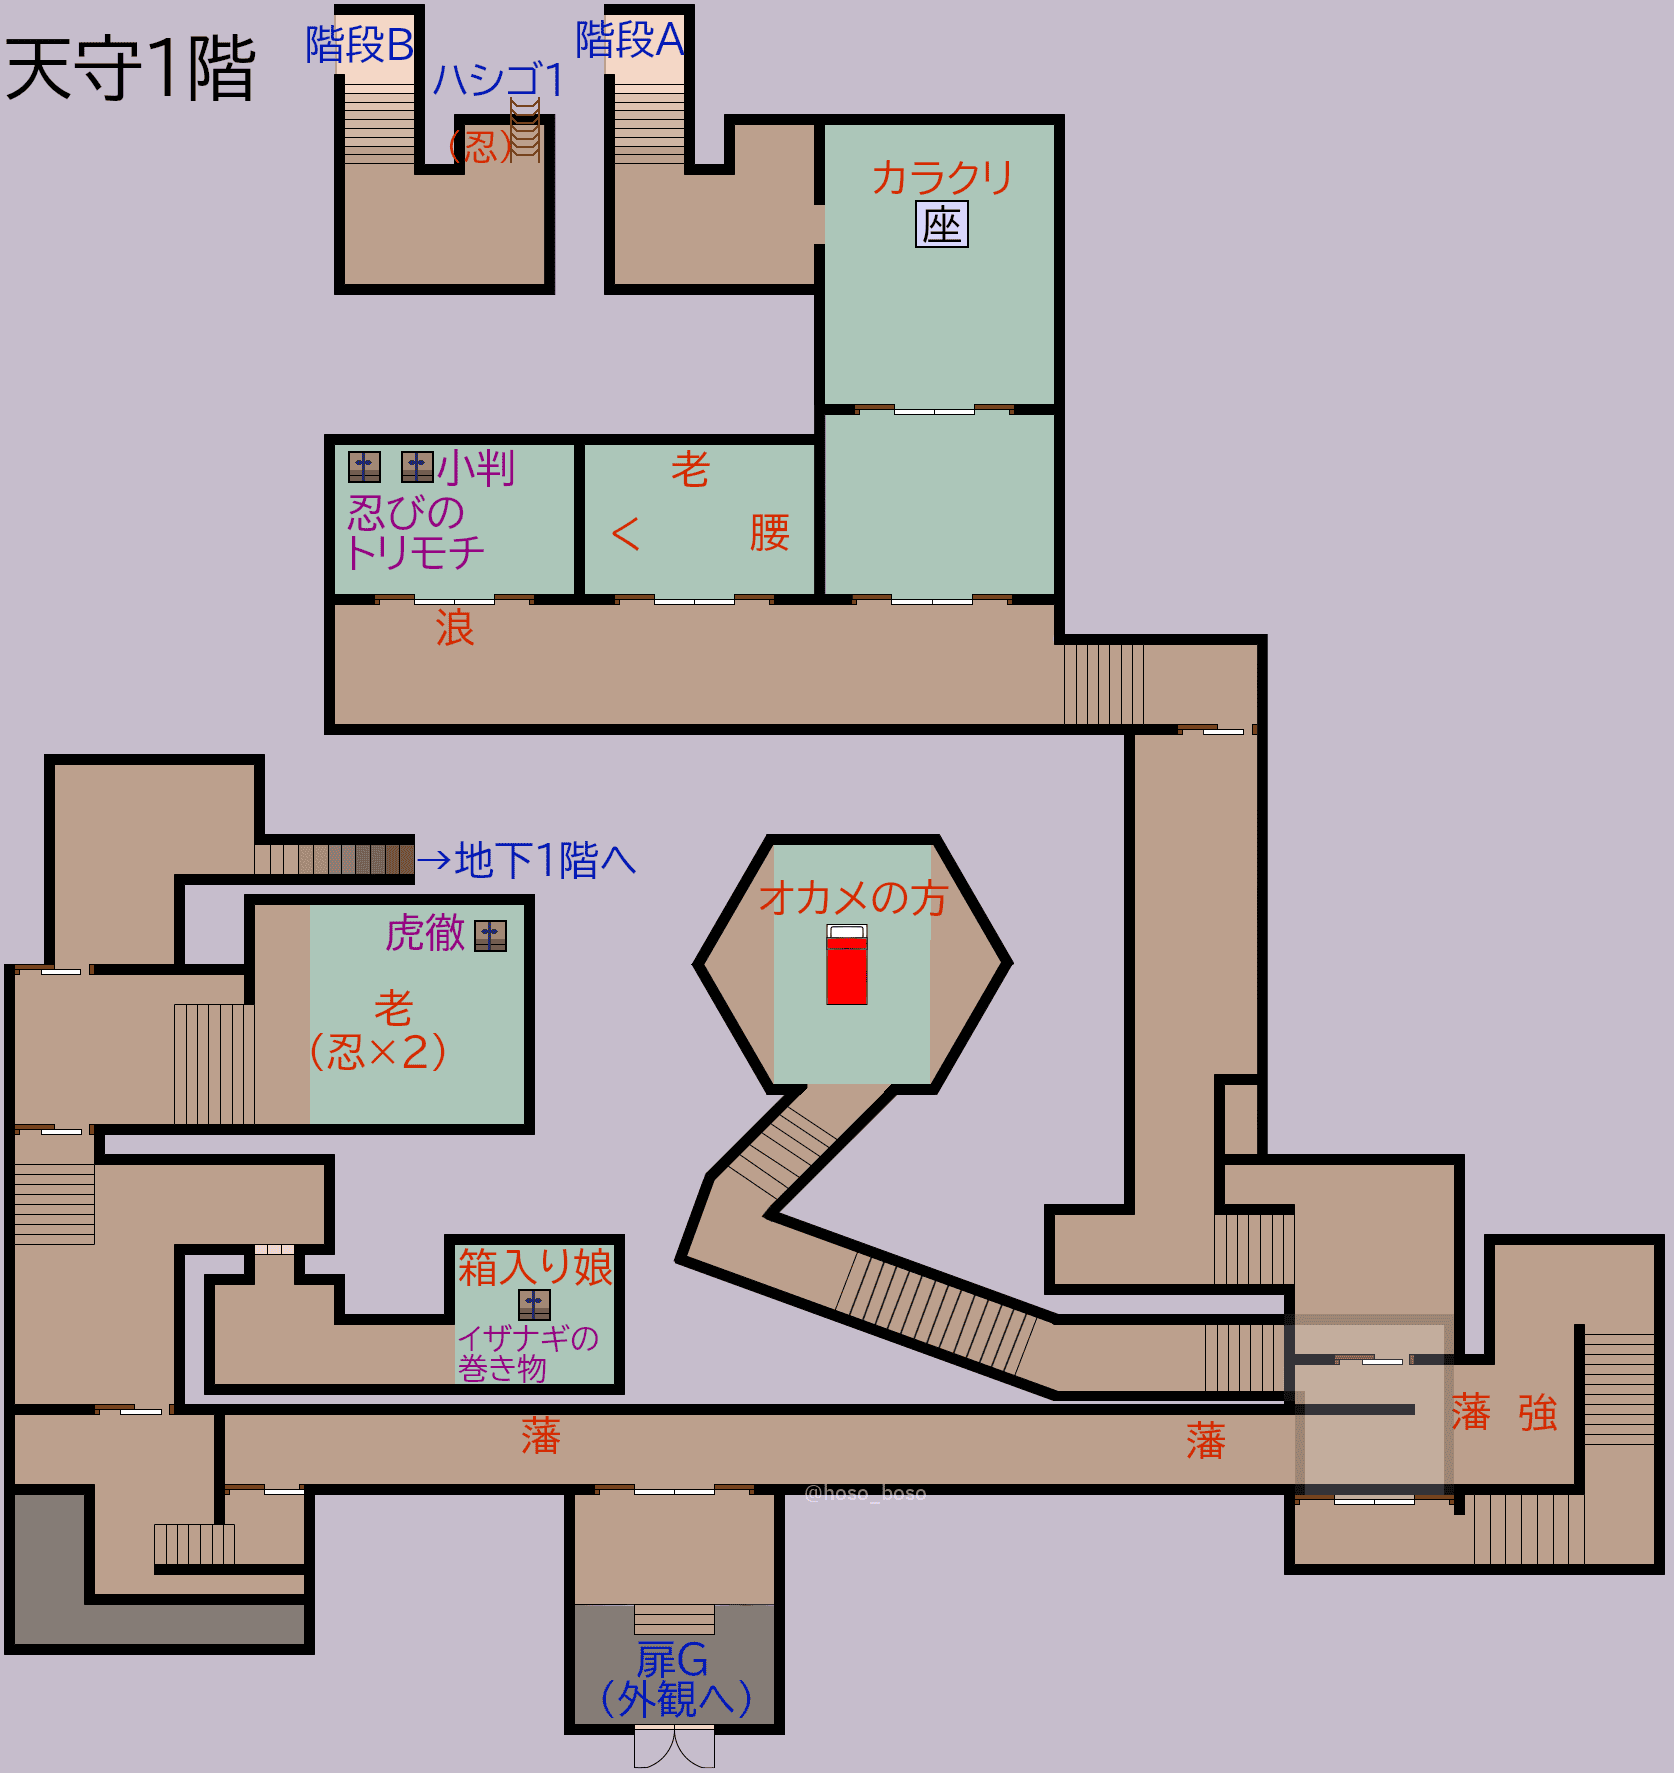 天守1階
階段B
階段A
ハシゴ1
(忍)
カラクリ
座
小判
忍びの
トリモチ
老
く
腰
浪
→地下1階へ
虎徹
老
(忍×2)
オカメの方
箱入り娘
イザナギの
巻き物
藩
藩
藩
強
@hoso_boso
扉G
(外観へ)